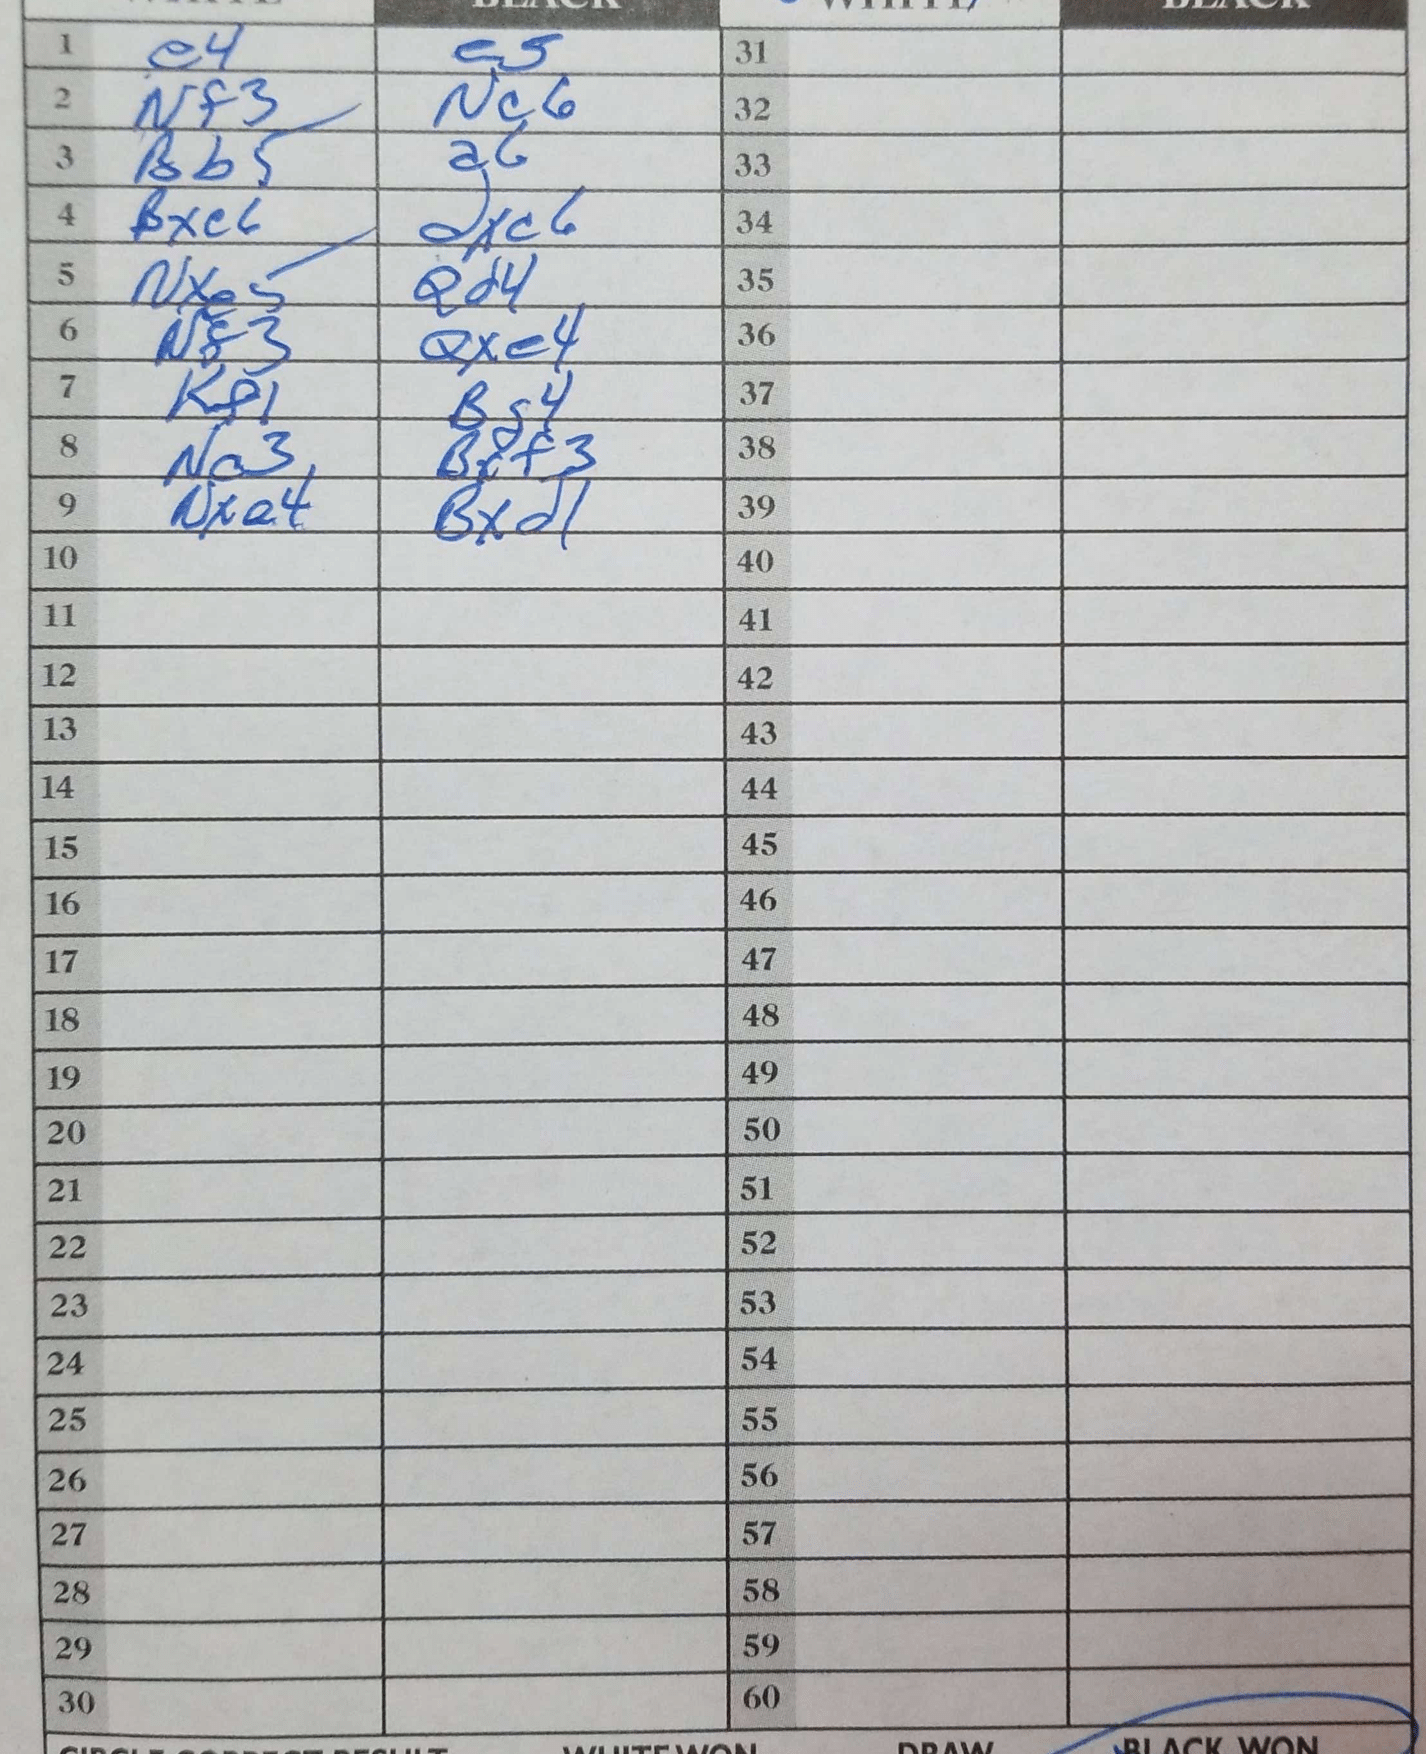 WHITE BLACK WHITE BLACK
1 e4 e5 31
2 Nf3 Nc6 32
3 Bb5 a6 33
4 Bxc6 dxc6 34
5 Nxe5 Qd4 35
6 Nf3 Qxe4 36
7 Kf1 Bg4 37
8 Nc3 Bxf3 38
9 Nxe4 Bxd1 39
10 40
11 41
12 42
13 43
14 44
15 45
16 46
17 47
18 48
19 49
20 50
21 51
22 52
23 53
24 54
25 55
26 56
27 57
28 58
29 59
30 60
CIRCLE CORRECT RESULT WHITE WON DRAW BLACK WON